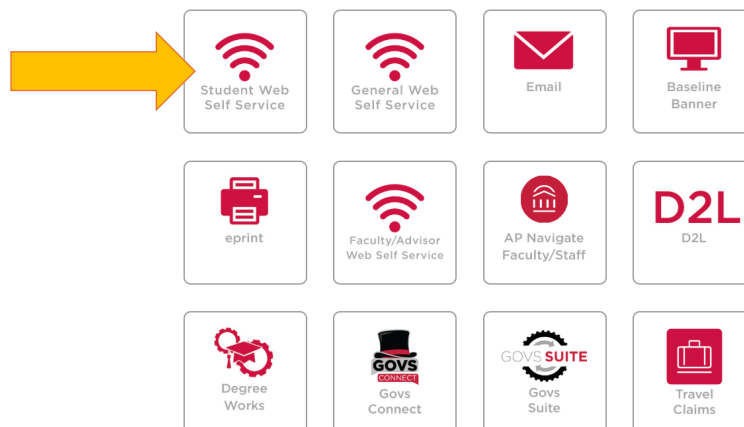 Student Web
Self Service
General Web
Self Service
Email
Baseline
Banner
eprint
Faculty/Advisor
Web Self Service
AP Navigate
Faculty/Staff
D2L
D2L
Degree
Works
GOVS
CONNECT
Govs
Connect
GOVS SUITE
Govs
Suite
Travel
Claims